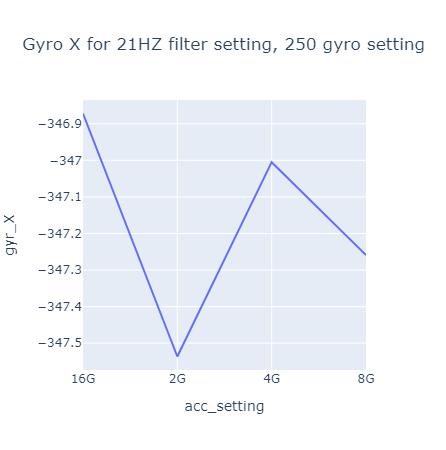 Gyro X for 21HZ filter setting, 250 gyro setting
−346.9
−347
−347.1
−347.2
−347.3
−347.4
−347.5
gyr_X
16G 2G 4G 8G
acc_setting